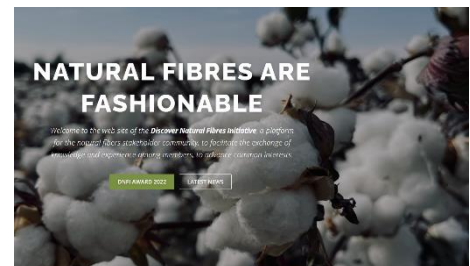 NATURAL FIBRES ARE
FASHIONABLE
Welcome to the web site of the Discover Natural Fibres Initiative, a platform
for the natural fibers stakeholder community, to facilitate the exchange of
knowledge and experience among members, to advance common interests.
DNFI AWARD 2022
LATEST NEWS